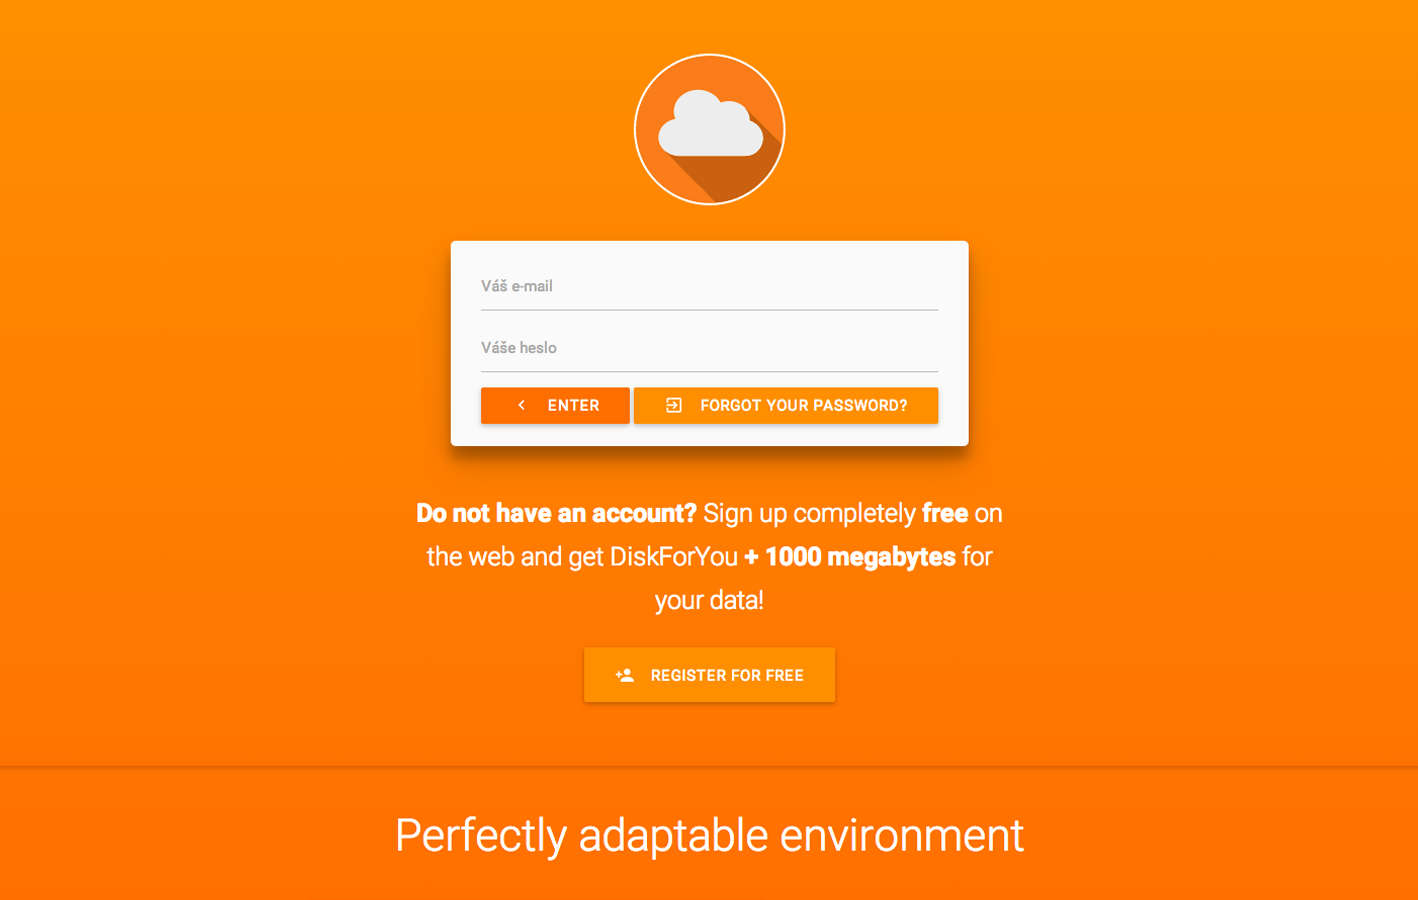 Váš e-mail
Váše heslo
ENTER
FORGOT YOUR PASSWORD?
Do not have an account? Sign up completely free on
the web and get DiskForYou + 1000 megabytes for
your data!
REGISTER FOR FREE
Perfectly adaptable environment